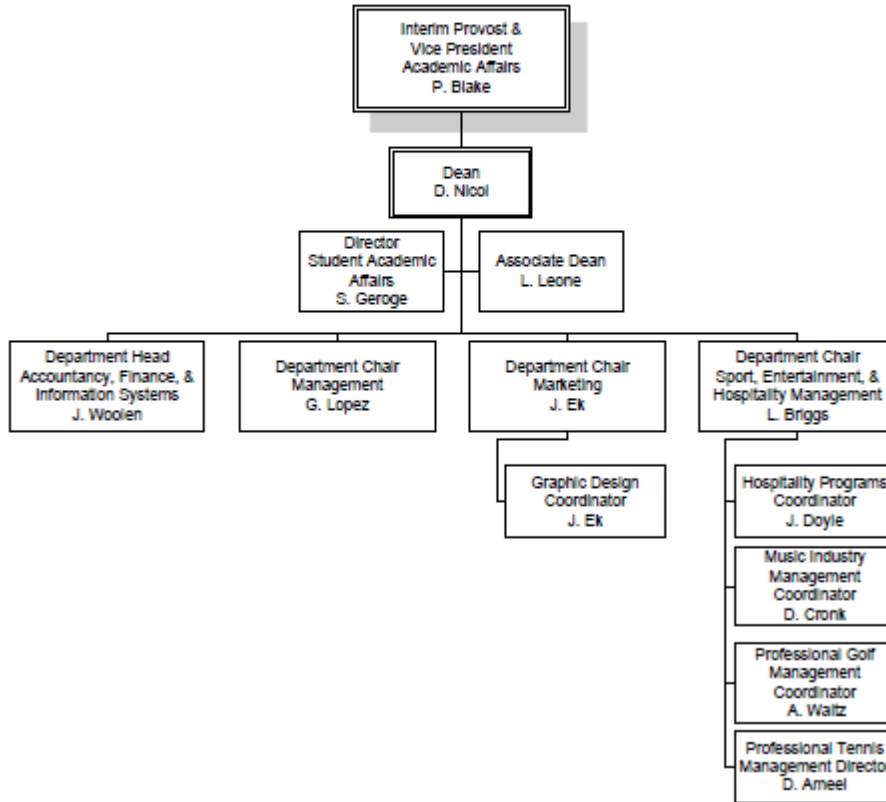 Interim Provost &
Vice President
Academic Affairs
P. Blake
Dean
D. Nicol
Director
Student Academic
Affairs
S. Geroge
Associate Dean
L. Leone
Department Head
Accountancy, Finance, &
Information Systems
J. Woolen
Department Chair
Management
G. Lopez
Department Chair
Marketing
J. Ek
Department Chair
Sport, Entertainment, &
Hospitality Management
L. Briggs
Graphic Design
Coordinator
J. Ek
Hospitality Programs
Coordinator
J. Doyle
Music Industry
Management
Coordinator
D. Cronk
Professional Golf
Management
Coordinator
A. Waltz
Professional Tennis
Management Director
D. Ameel